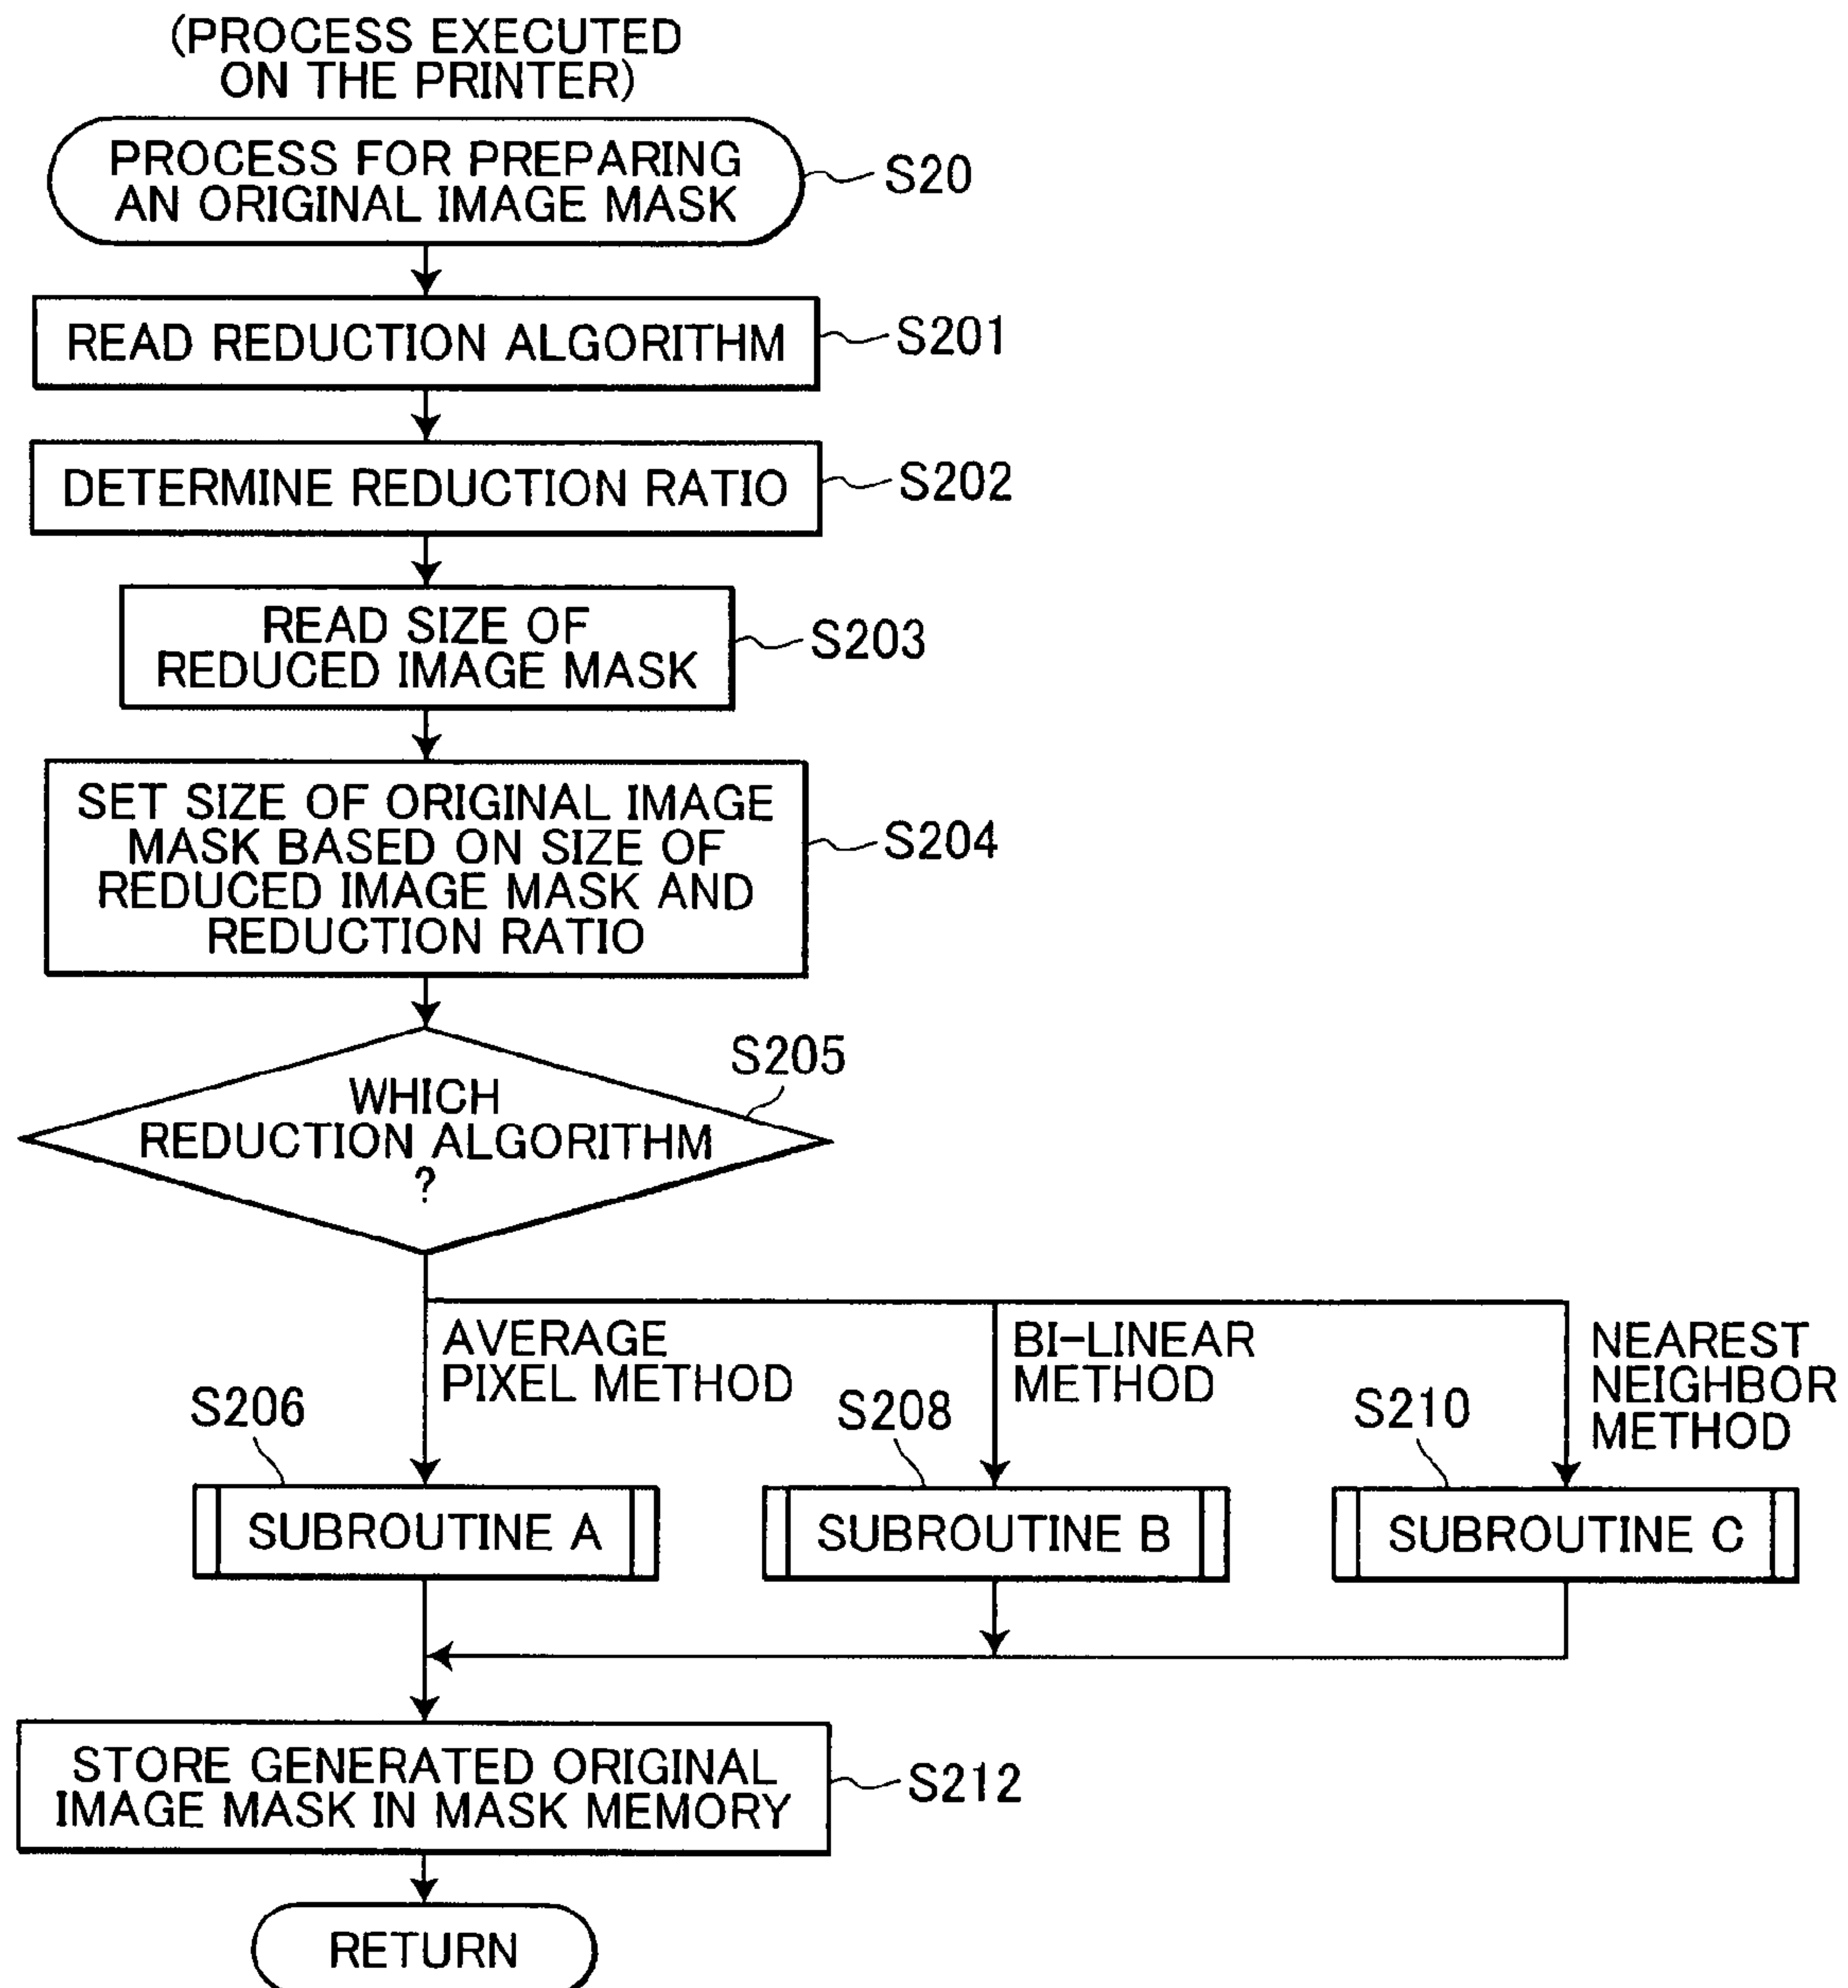 (PROCESS EXECUTED
ON THE PRINTER)
PROCESS FOR PREPARING
AN ORIGINAL IMAGE MASK
S20
READ REDUCTION ALGORITHM
S201
DETERMINE REDUCTION RATIO
S202
READ SIZE OF
REDUCED IMAGE MASK
S203
SET SIZE OF ORIGINAL IMAGE
MASK BASED ON SIZE OF
REDUCED IMAGE MASK AND
REDUCTION RATIO
S204
S205
WHICH
REDUCTION ALGORITHM
?
AVERAGE
PIXEL METHOD
BI-LINEAR
METHOD
NEAREST
NEIGHBOR
METHOD
S206
S208
S210
SUBROUTINE A
SUBROUTINE B
SUBROUTINE C
STORE GENERATED ORIGINAL
IMAGE MASK IN MASK MEMORY
S212
RETURN